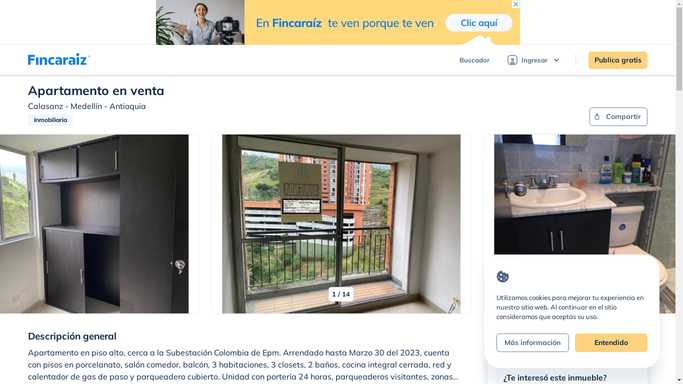 En Fincaraíz te ven porque te ven
Clic aquí
Fincaraiz
Buscador
Ingresar
Publica gratis
Apartamento en venta
Calasanz - Medellín - Antioquia
Inmobiliaria
Compartir
1 / 14
Utilizamos cookies para mejorar tu experiencia en
nuestro sitio web. Al continuar en el sitio
consideramos que aceptas su uso.
Más información
Entendido
Descripción general
Apartamento en piso alto, cerca a la Subestación Colombia de Epm. Arrendado hasta Marzo 30 del 2023, cuenta
con pisos en porcelanato, salón comedor, balcón, 3 habitaciones, 3 closets, 2 baños, cocina integral cerrada, red y
calentador de gas de paso y parqueadero cubierto. Unidad con portería 24 horas, parqueaderos visitantes, zonas...
¿Te interesó este inmueble?